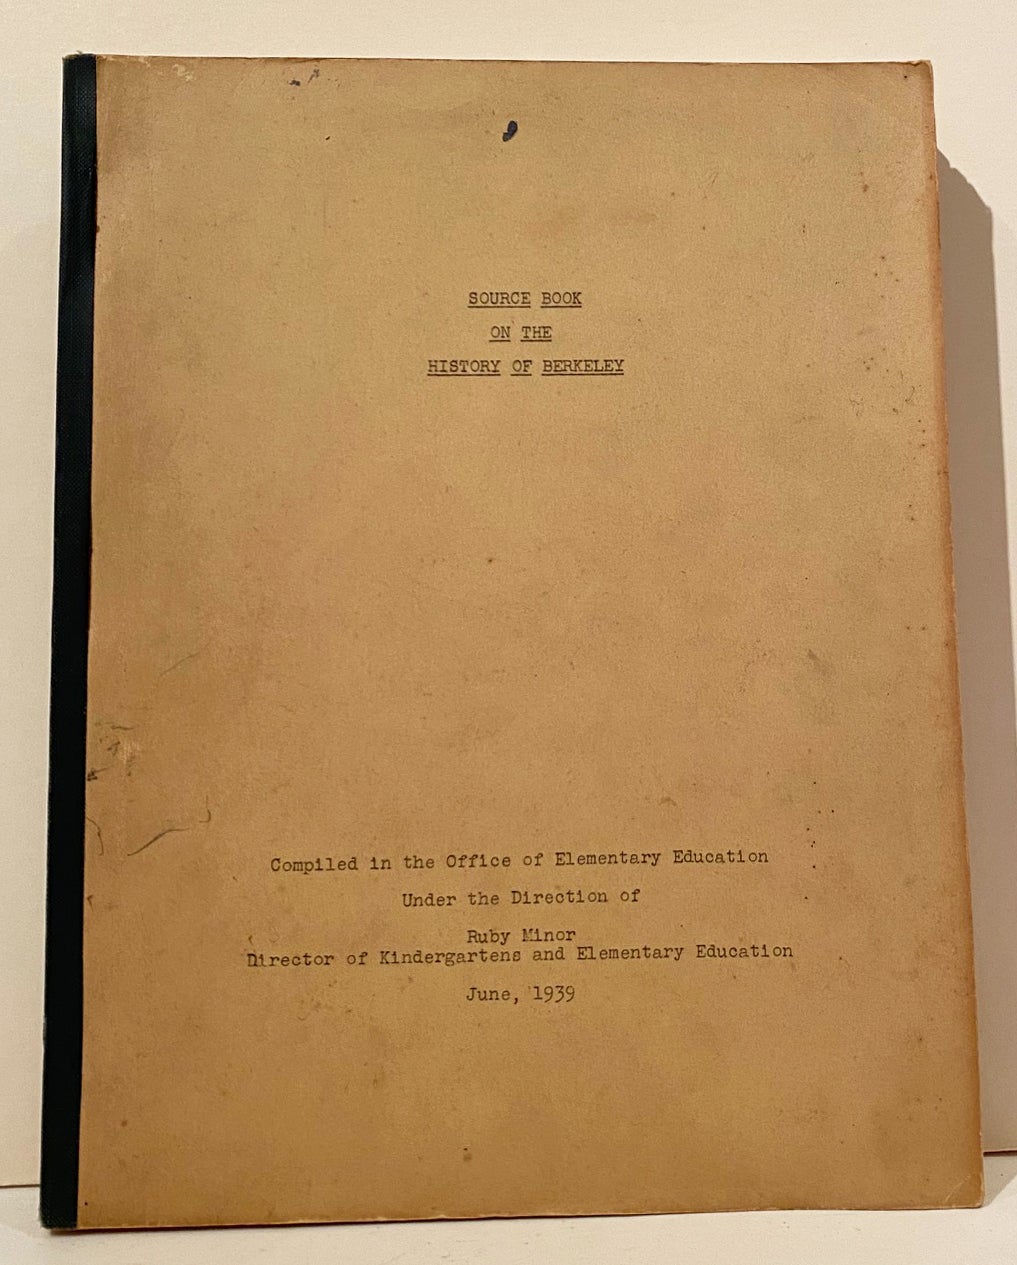 SOURCE BOOK
ON THE
HISTORY OF BERKELEY
Compiled in the Office of Elementary Education
Under the Direction of
Ruby Minor
Director of Kindergartens and Elementary Education
June, 1939